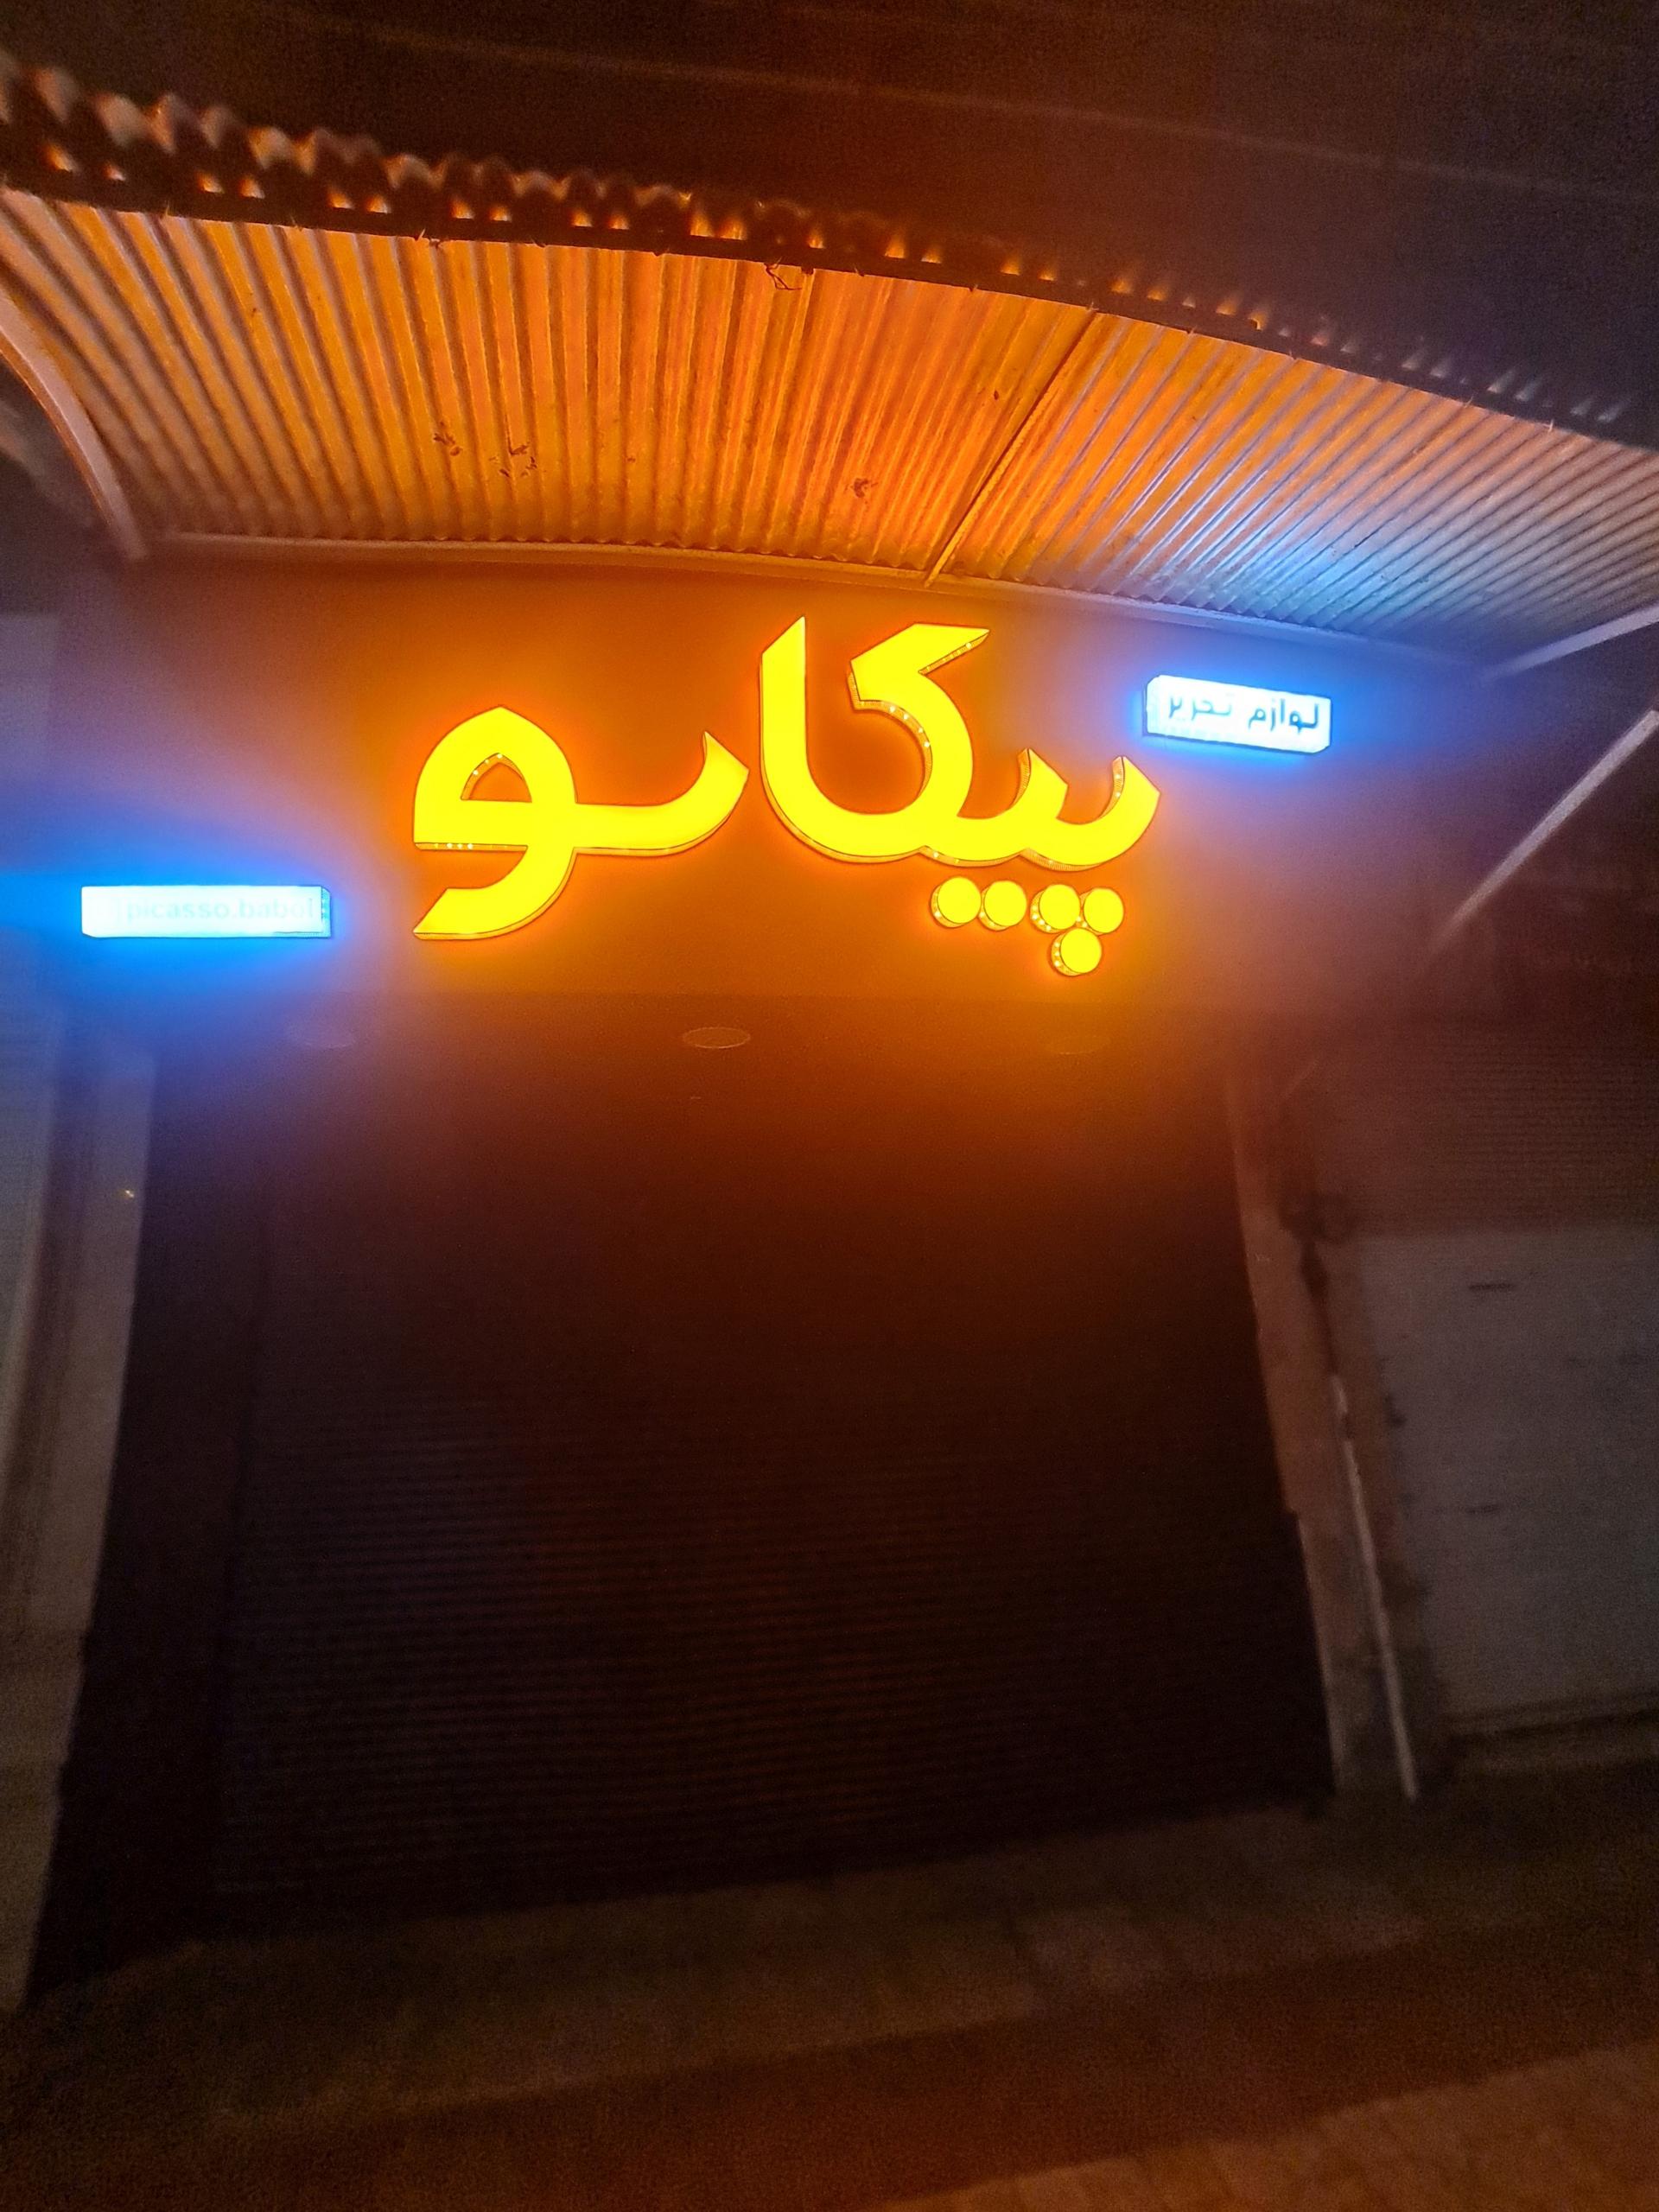 لوازم تحریر
پیکاسو
picasso.babol